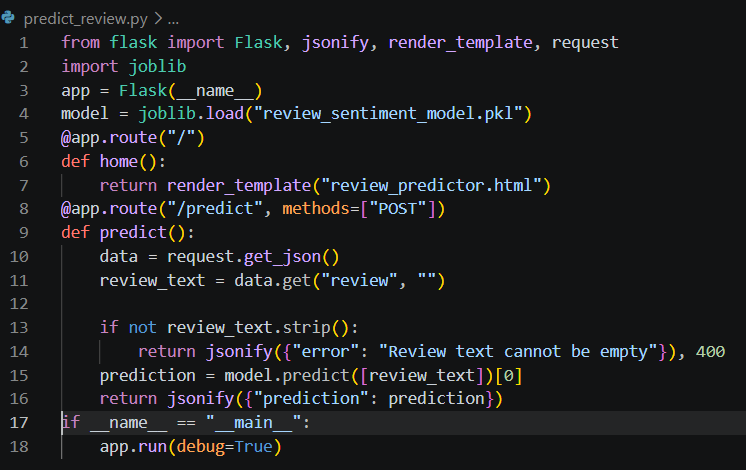 predict_review.py > ...
1 from flask import Flask, jsonify, render_template, request
2 import joblib
3 app = Flask(__name__)
4 model = joblib.load("review_sentiment_model.pkl")
5 @app.route("/")
6 def home():
7     return render_template("review_predictor.html")
8 @app.route("/predict", methods=["POST"])
9 def predict():
10     data = request.get_json()
11     review_text = data.get("review", "")
12
13     if not review_text.strip():
14         return jsonify({"error": "Review text cannot be empty"}), 400
15     prediction = model.predict([review_text])[0]
16     return jsonify({"prediction": prediction})
17 if __name__ == "__main__":
18     app.run(debug=True)